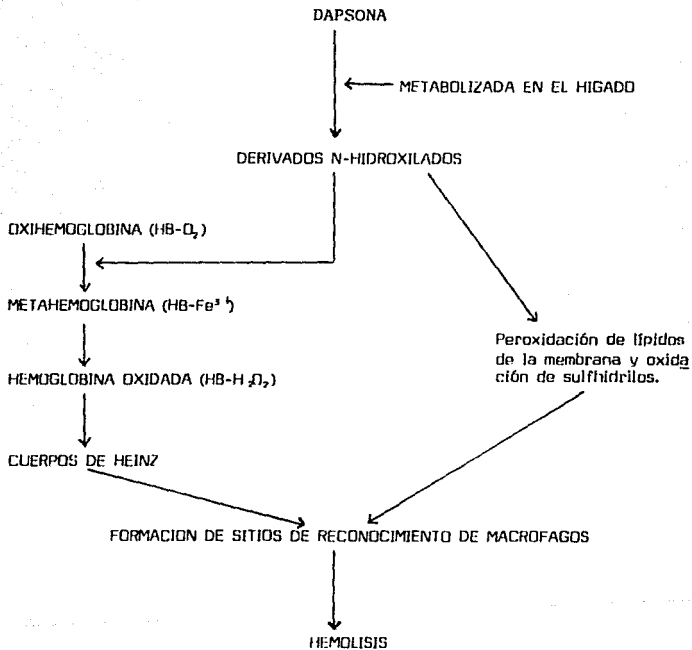 DAPSONA
METABOLIZADA EN EL HIGADO
DERIVADOS N-HIDROXILADOS
OXIHEMOGLOBINA (HB-O₂)
METAHEMOGLOBINA (HB-Fe³⁺)
HEMOGLOBINA OXIDADA (HB-H₂O₂)
CUERPOS DE HEINZ
Peroxidación de lípidos
de la membrana y oxida
ción de sulfhidrilos.
FORMACION DE SITIOS DE RECONOCIMIENTO DE MACROFAGOS
HEMOLISIS